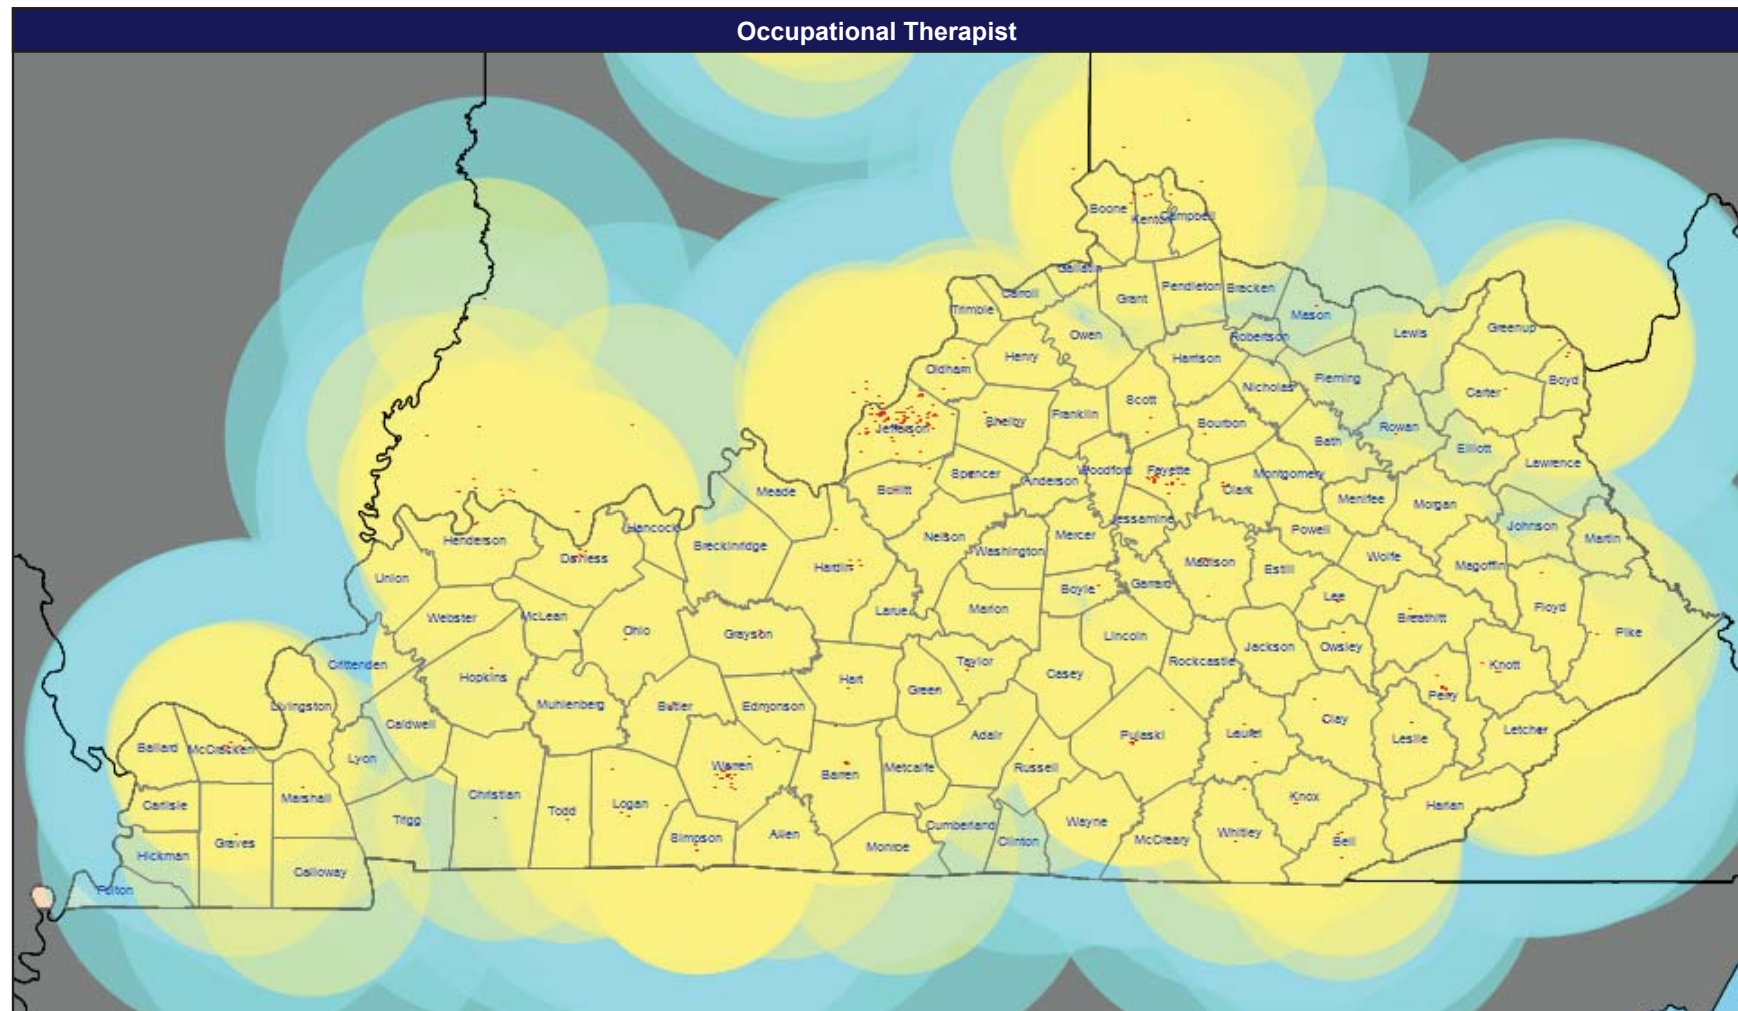 Occupational Therapist
Boone
Kenton
Campbell
Gallatin
Carroll
Trimble
Grant
Pendleton
Bracken
Mason
Lewis
Greenup
Owen
Robertson
Henry
Oldham
Harrison
Fleming
Nicholas
Carter
Boyd
Scott
Franklin
Shelby
Jefferson
Bourbon
Rowan
Bath
Elliott
Lawrence
Spencer
Woodford
Fayette
Montgomery
Anderson
Clark
Bullitt
Meade
Menifee
Morgan
Jessamine
Hancock
Henderson
Daviess
Breckinridge
Nelson
Mercer
Washington
Powell
Johnson
Martin
Madison
Wolfe
Magoffin
Hardin
Estill
Union
Boyle
Garrard
Lee
Floyd
Larue
Marion
Webster
McLean
Ohio
Grayson
Lincoln
Breathitt
Pike
Jackson
Owsley
Taylor
Rockcastle
Crittenden
Knott
Casey
Hopkins
Hart
Green
Perry
Muhlenberg
Butler
Edmonson
Livingston
Caldwell
Clay
Letcher
Adair
Pulaski
Laurel
Leslie
Ballard
McCracken
Lyon
Warren
Barren
Metcalfe
Russell
Christian
Marshall
Carlisle
Todd
Logan
Knox
Harlan
Trigg
Wayne
Cumberland
Allen
Simpson
Whitley
McCreary
Clinton
Bell
Graves
Monroe
Hickman
Calloway
Fulton